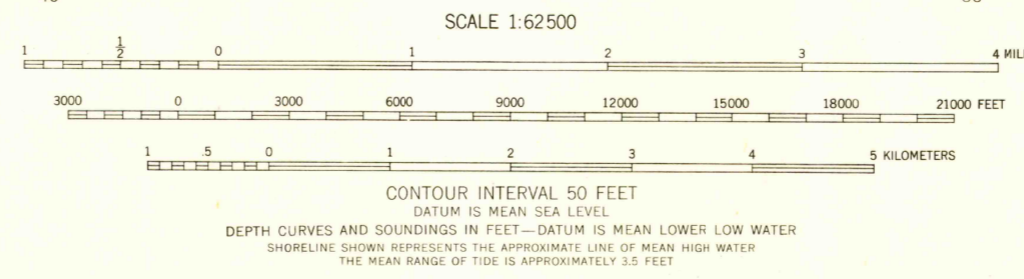 SCALE 1:62500
1 1/2 0 1 2 3 4
3000 0 3000 6000 9000 12000 15000 18000 21000 FEET
1 .5 0 1 2 3 4 5 KILOMETERS
CONTOUR INTERVAL 50 FEET
DATUM IS MEAN SEA LEVEL
DEPTH CURVES AND SOUNDINGS IN FEET—DATUM IS MEAN LOWER LOW WATER
SHORELINE SHOWN REPRESENTS THE APPROXIMATE LINE OF MEAN HIGH WATER
THE MEAN RANGE OF TIDE IS APPROXIMATELY 3.5 FEET